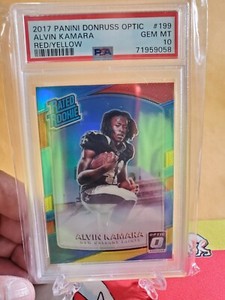 2017 PANINI DONRUSS OPTIC #199
ALVIN KAMARA GEM MT
RED/YELLOW 10
PSA 71959058
RATED
ROOKIE
ALVIN KAMARA
NEW ORLEANS SAINTS
OPTIC